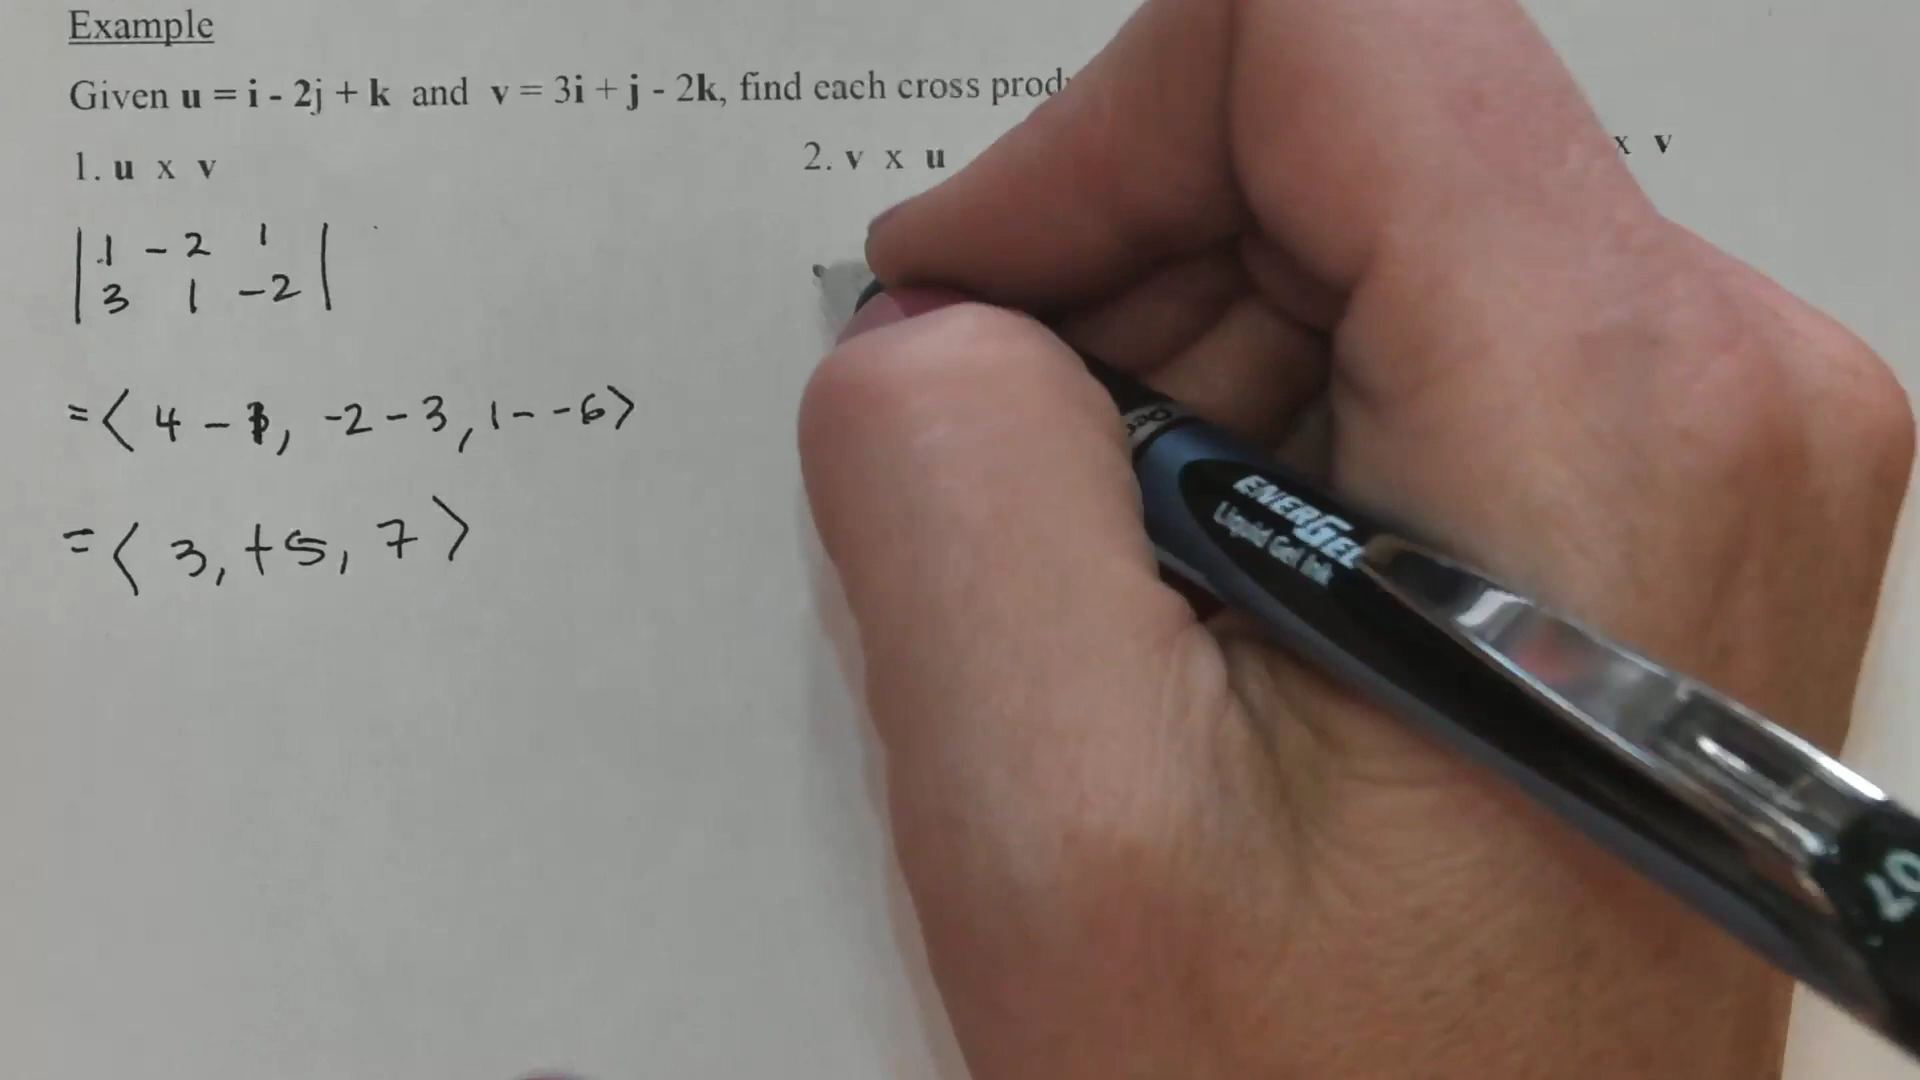 Example
Given u = i - 2j + k and v = 3i + j - 2k, find each cross
1. u x v
2. v x u
x v
1 - 2 1
3 1 -2
= ⟨ 4 - 1, -2 - 3, 1 - -6⟩
= ⟨ 3, +5, 7 ⟩
ENERGEL
Liquid Gel Ink
07